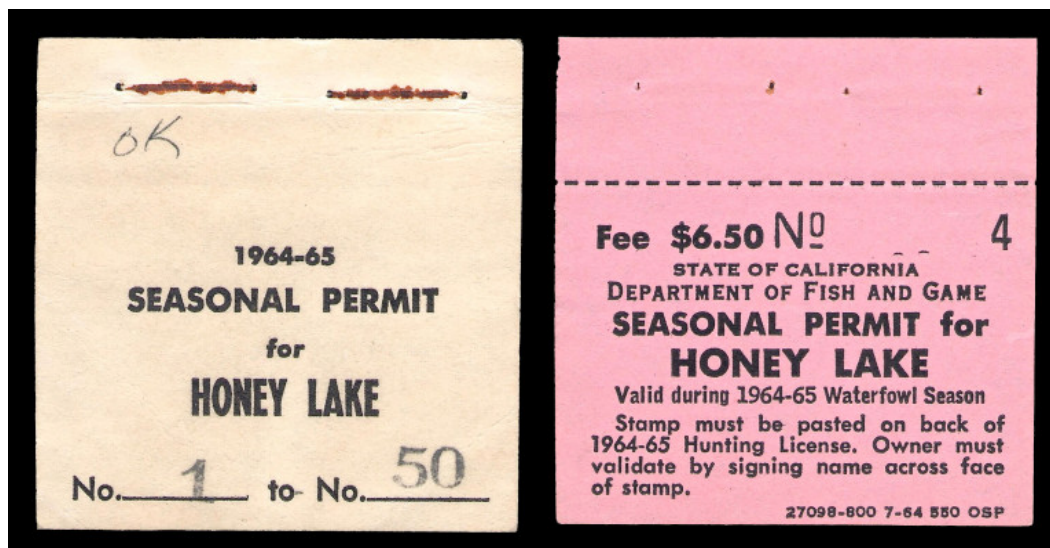 OK
1964-65
SEASONAL PERMIT
for
HONEY LAKE
No. 1 to No. 50
Fee $6.50 Nº 4
STATE OF CALIFORNIA
DEPARTMENT OF FISH AND GAME
SEASONAL PERMIT for
HONEY LAKE
Valid during 1964-65 Waterfowl Season
Stamp must be pasted on back of
1964-65 Hunting License. Owner must
validate by signing name across face
of stamp.
27098-800 7-64 550 OSP